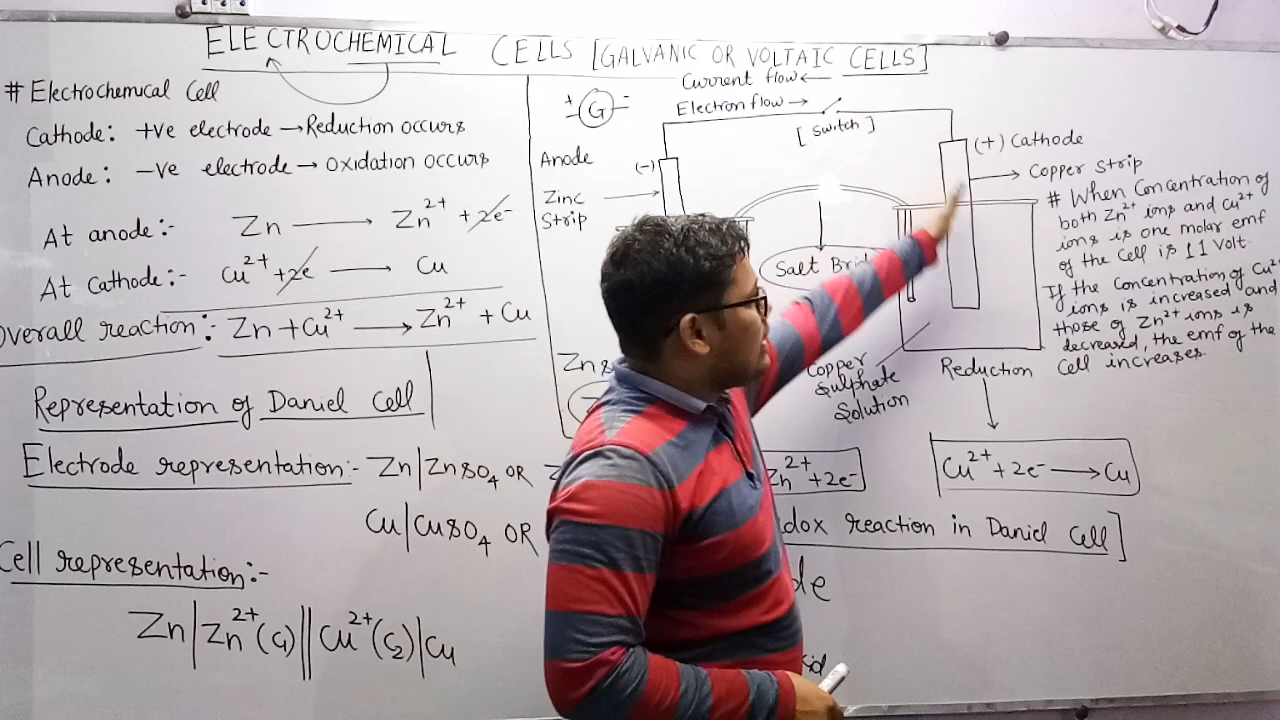 ELECTROCHEMICAL CELLS [GALVANIC OR VOLTAIC CELLS]
# Electrochemical Cell
Cathode: +ve electrode → Reduction occurs
Anode: -ve electrode → Oxidation occurs
At anode:- Zn → Zn²⁺ + 2e⁻
At Cathode:- Cu²⁺ + 2e → Cu
Overall reaction:- Zn + Cu²⁺ → Zn²⁺ + Cu
Representation of Daniel Cell
Electrode representation:- Zn|ZnSO₄ OR
Cu|CuSO₄ OR
Cell representation:-
Zn|Zn²⁺(C₁)||Cu²⁺(C₂)|Cu
Current flow ←
Electron flow →
+ G -
[Switch]
Anode (-)
Zinc Strip
(+) Cathode
Copper Strip
Salt
Copper
Sulphate
Solution
# When Concentration of
both Zn²⁺ ions and Cu²⁺
ions is one molar emf
of the Cell is 1.1 Volt.
If the concentration of Cu²⁺
ions is increased and
those of Zn²⁺ ions is
decreard, the emf of the
Cell increases.
Reduction
Zn²⁺ + 2e⁻
Cu²⁺ + 2e⁻ → Cu
reaction in Daniel Cell]